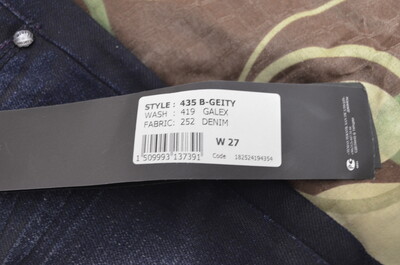 STYLE : 435 B-GEITY
WASH : 419 GALEX
FABRIC: 252 DENIM
W 27
1 509993 137391
Code 182524194354